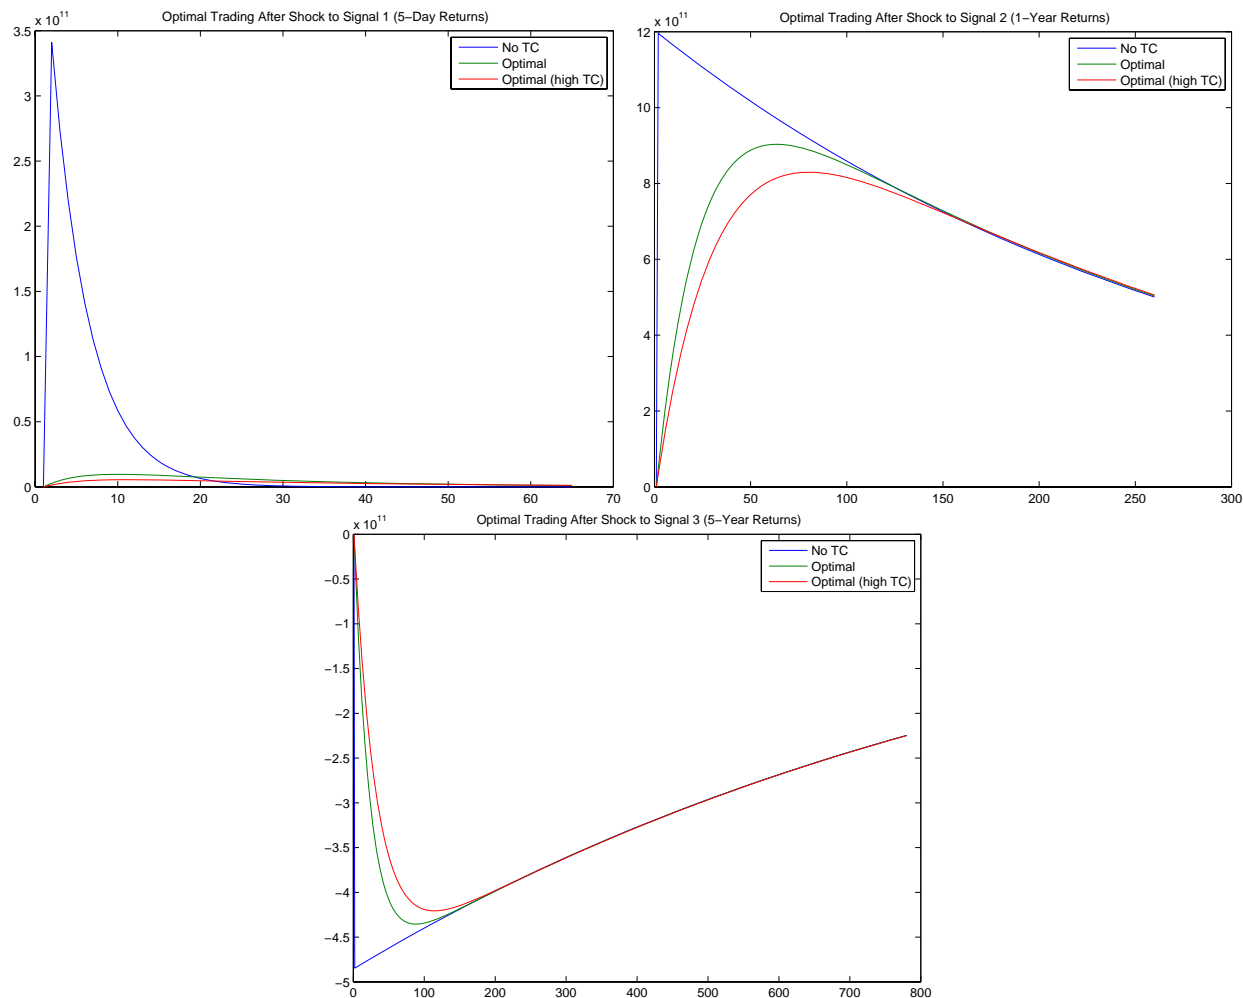 Optimal Trading After Shock to Signal 1 (5−Day Returns)
x 10^11
3.5
3
2.5
2
1.5
1
0.5
0
0 10 20 30 40 50 60 70
No TC
Optimal
Optimal (high TC)
Optimal Trading After Shock to Signal 2 (1−Year Returns)
x 10^11
12
10
8
6
4
2
0
0 50 100 150 200 250 300
No TC
Optimal
Optimal (high TC)
Optimal Trading After Shock to Signal 3 (5−Year Returns)
x 10^11
0
−0.5
−1
−1.5
−2
−2.5
−3
−3.5
−4
−4.5
−5
0 100 200 300 400 500 600 700 800
No TC
Optimal
Optimal (high TC)